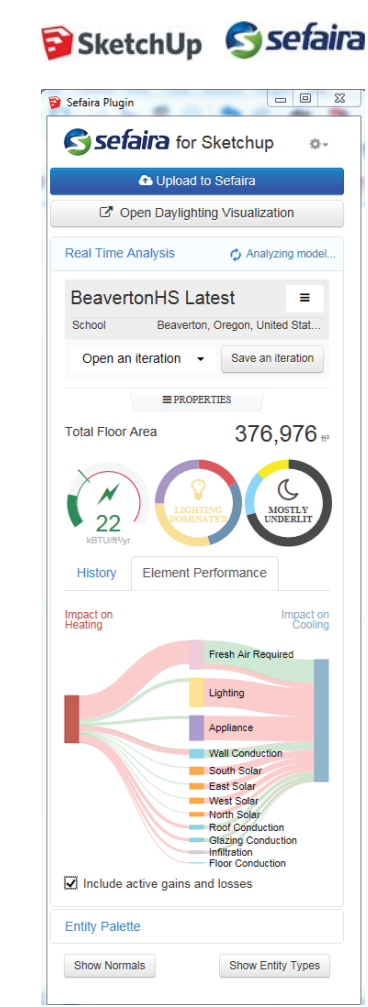 SketchUp sefaira
Sefaira Plugin
sefaira for Sketchup
Upload to Sefaira
Open Daylighting Visualization
Real Time Analysis Analyzing model...
BeavertonHS Latest
School Beaverton, Oregon, United Stat...
Open an iteration Save an iteration
PROPERTIES
Total Floor Area 376,976 ft²
22
kBTU/ft²/yr
LIGHTING
DOMINATED
MOSTLY
UNDERLIT
History Element Performance
Impact on
Heating
Impact on
Cooling
Fresh Air Required
Lighting
Appliance
Wall Conduction
South Solar
East Solar
West Solar
North Solar
Roof Conduction
Glazing Conduction
Infiltration
Floor Conduction
Include active gains and losses
Entity Palette
Show Normals Show Entity Types